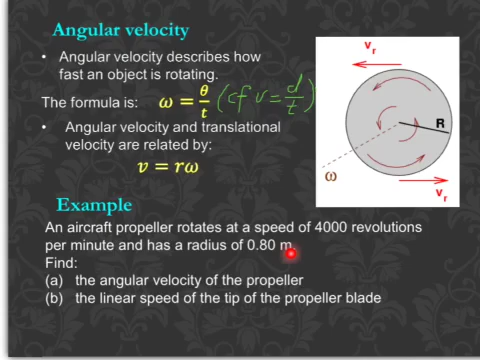 Angular velocity
• Angular velocity describes how
fast an object is rotating.
The formula is: ω = θ/t (cf v = d/t)
• Angular velocity and translational
velocity are related by:
v = rω
v_r
R
ω
v_r
Example
An aircraft propeller rotates at a speed of 4000 revolutions
per minute and has a radius of 0.80 m.
Find:
(a) the angular velocity of the propeller
(b) the linear speed of the tip of the propeller blade